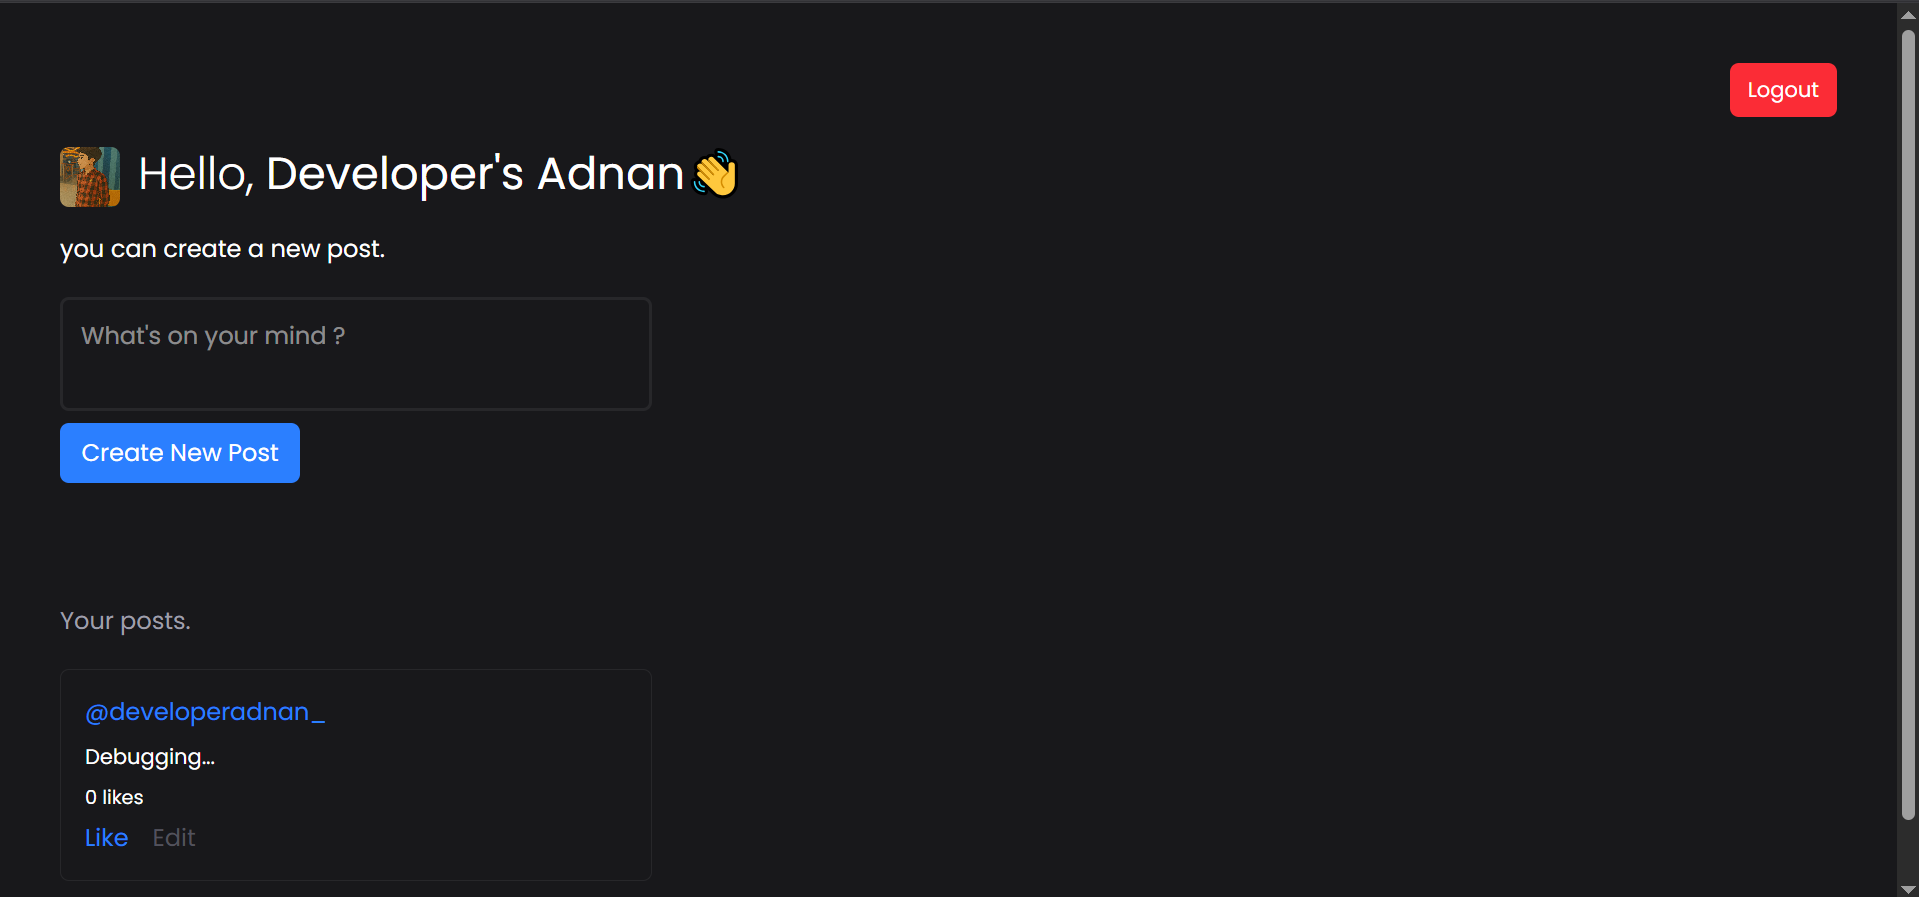 Logout
Hello, Developer's Adnan👋
you can create a new post.
What's on your mind ?
Create New Post
Your posts.
@developeradnan_
Debugging...
0 likes
Like Edit